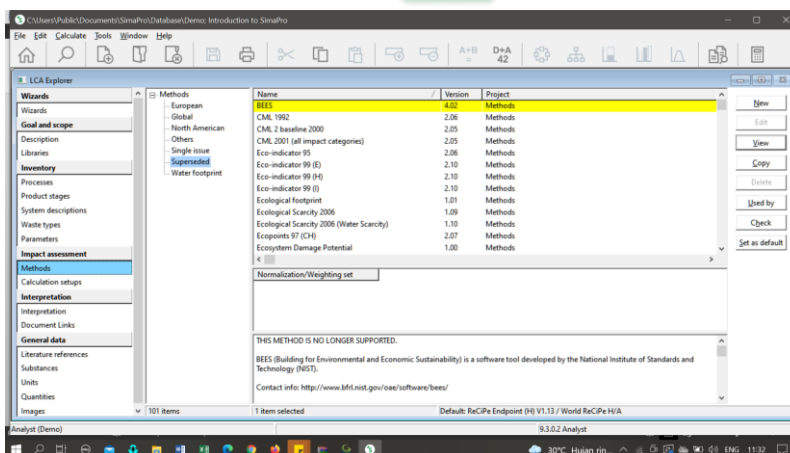 C:\Users\Public\Documents\SimaPro\Database\Demo; Introduction to SimaPro
File Edit Calculate Tools Window Help
A+B
=
D+A
42
LCA Explorer
Wizards
Wizards
Goal and scope
Description
Libraries
Inventory
Processes
Product stages
System descriptions
Waste types
Parameters
Impact assessment
Methods
Calculation setups
Interpretation
Interpretation
Document Links
General data
Literature references
Substances
Units
Quantities
Images
Methods
European
Global
North American
Others
Single issue
Superseded
Water footprint
101 items
Name / Version Project
BEES 4.02 Methods
CML 1992 2.06 Methods
CML 2 baseline 2000 2.05 Methods
CML 2001 (all impact categories) 2.05 Methods
Eco-indicator 95 2.06 Methods
Eco-indicator 99 (E) 2.10 Methods
Eco-indicator 99 (H) 2.10 Methods
Eco-indicator 99 (I) 2.10 Methods
Ecological footprint 1.01 Methods
Ecological Scarcity 2006 1.09 Methods
Ecological Scarcity 2006 (Water Scarcity) 1.10 Methods
Ecopoints 97 (CH) 2.07 Methods
Ecosystem Damage Potential 1.00 Methods
Normalization/Weighting set
THIS METHOD IS NO LONGER SUPPORTED.
BEES (Building for Environmental and Economic Sustainability) is a software tool developed by the National Institute of Standards and
Technology (NIST).
Contact info: http://www.bfrl.nist.gov/oae/software/bees/
1 item selected
Default: ReCiPe Endpoint (H) V1.13 / World ReCiPe H/A
New
Edit
View
Copy
Delete
Used by
Check
Set as default
Analyst (Demo)
9.3.0.2 Analyst
30°C Hujan rin... ENG 11:32